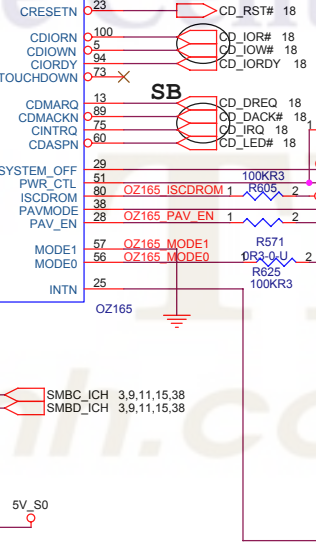 CRESETN 23 CD_RST# 18
CDIORN 100 CD_IOR# 18
CDIOWN 5 CD_IOW# 18
CIORDY 94 CD_IORDY 18
TOUCHDOWN 73
SB
CDMARQ 13 CD_DREQ 18
CDMACKN 89 CD_DACK# 18
CINTRQ 75 CD_IRQ 18
CDASPN 60 CD_LED# 18
SYSTEM_OFF 29
PWR_CTL 51 100KR3
ISCDROM 80 OZ165_ISCDROM 1 R605 2
PAVMODE 38
PAV_EN 28 OZ165_PAV_EN 1 2
MODE1 57 OZ165_MODE1 R571
MODE0 56 OZ165_MODE0 0R3-0-U 2
R625
INTN 25 100KR3
OZ165
SMBC_ICH 3,9,11,15,38
SMBD_ICH 3,9,11,15,38
5V_S0